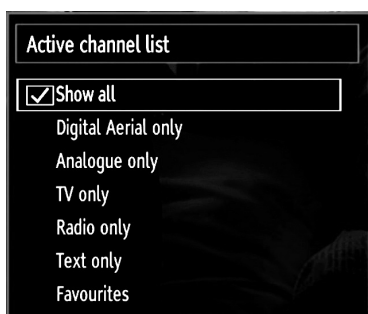 Active channel list
Show all
Digital Aerial only
Analogue only
TV only
Radio only
Text only
Favourites